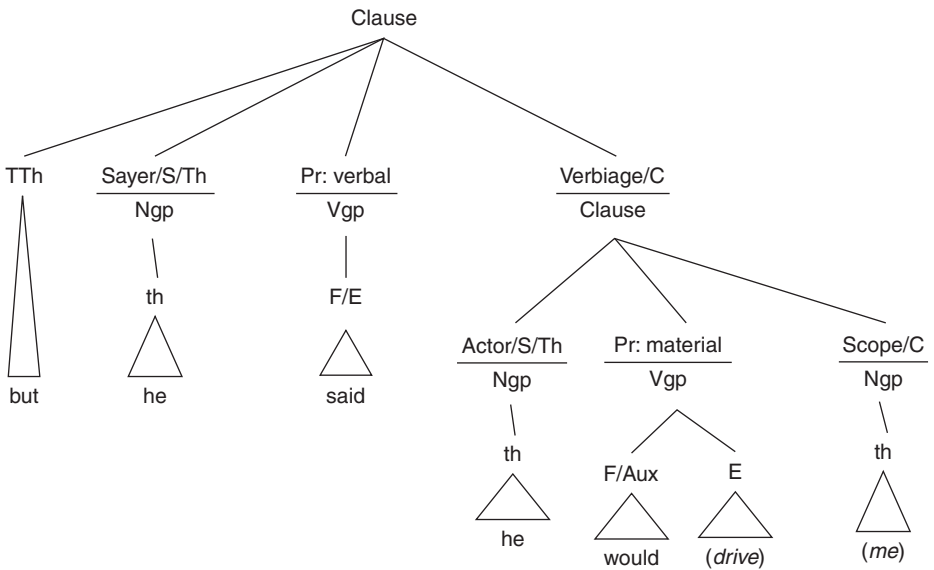 Clause
TTh Sayer/S/Th Pr: verbal Verbiage/C
Ngp Vgp Clause
th F/E
Actor/S/Th Pr: material Scope/C
but he said Ngp Vgp Ngp
th F/Aux E th
he would (drive) (me)